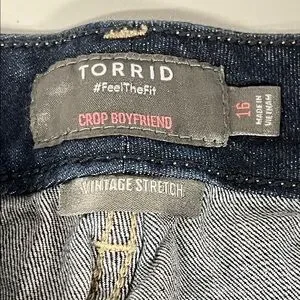 TORRID
#FeelTheFit
CROP BOYFRIEND
16
MADE IN
VIETNAM
VINTAGE STRETCH